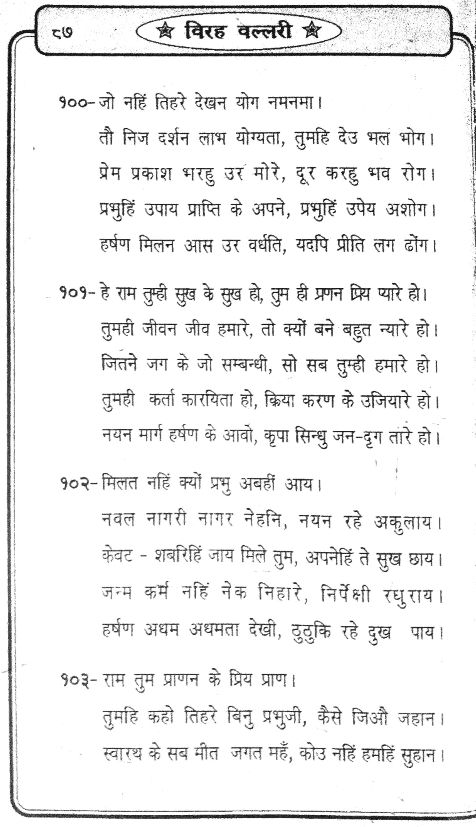 ८७ ☆ विरह वल्लरी ☆
१००- जो नहिं तिहरे देखन योग नमनमा।
तौ निज दर्शन लाभ योग्यता, तुमहि देउ भल भोग।
प्रेम प्रकाश भरहु उर मोरे, दूर करहु भव रोग।
प्रभुहिं उपाय प्राप्ति के अपने, प्रभुहिं उपेय अशोग।
हर्षण मिलन आस उर वर्धति, यदपि प्रीति लग ढोंग।
१०१- हे राम तुम्ही सुख के सुख हो, तुम ही प्रणन प्रिय प्यारे हो।
तुमही जीवन जीव हमारे, तो क्यों बने बहुत न्यारे हो।
जितने जग के जो सम्बन्धी, सो सब तुम्ही हमारे हो।
तुमही कर्ता कारयिता हो, क्रिया करण के उजियारे हो।
नयन मार्ग हर्षण के आवो, कृपा सिन्धु जन-दृग तारे हो।
१०२- मिलत नहिं क्यों प्रभु अबहीं आय।
नवल नागरी नागर नेहनि, नयन रहे अकुलाय।
केवट - शबरिहिं जाय मिले तुम, अपनेहिं ते सुख छाय।
जन्म कर्म नहिं नेक निहारे, निर्पेक्षी रधुराय।
हर्षण अधम अधमता देखी, ठुठुकि रहे दुख पाय।
१०३- राम तुम प्राणन के प्रिय प्राण।
तुमहि कहो तिहरे बिनु प्रभुजी, कैसे जिऔ जहान।
स्वारथ के सब मीत जगत महँ, कोउ नहिं हमहिं सुहान।